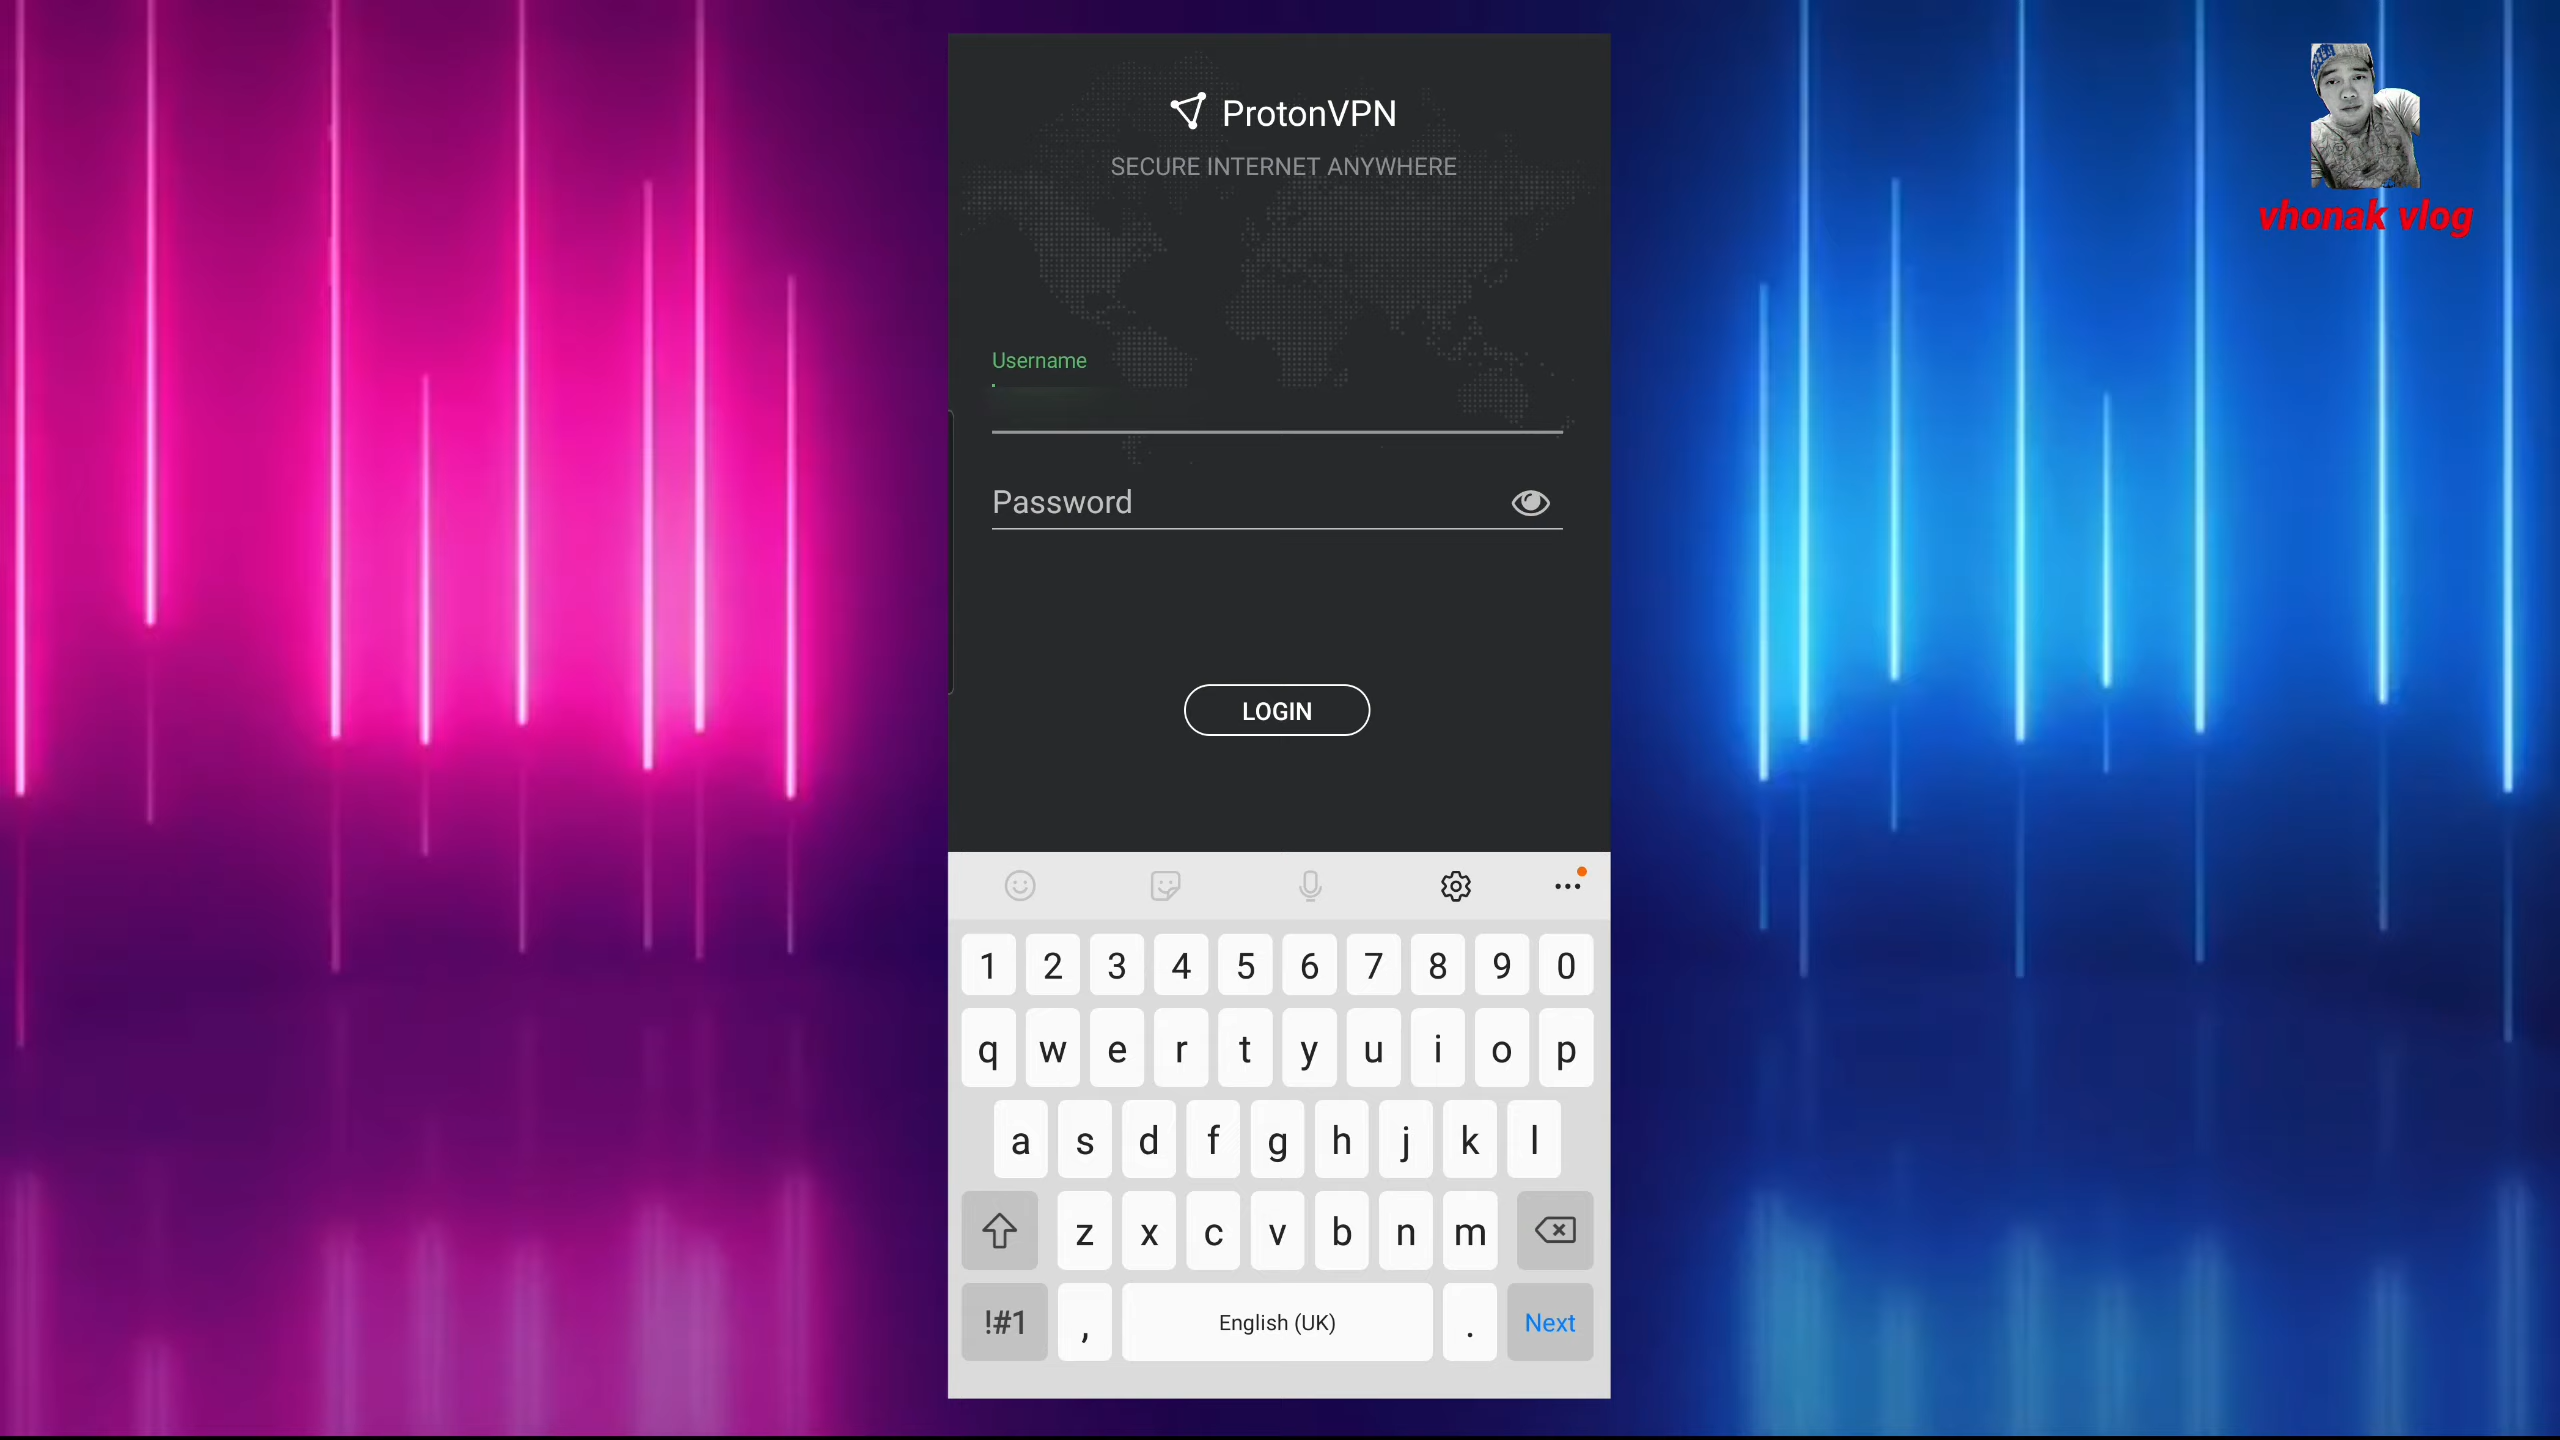 ProtonVPN
SECURE INTERNET ANYWHERE
vhonak vlog
Username
Password
LOGIN
1 2 3 4 5 6 7 8 9 0
q w e r t y u i o p
a s d f g h j k l
z x c v b n m
!#1 , English (UK) . Next